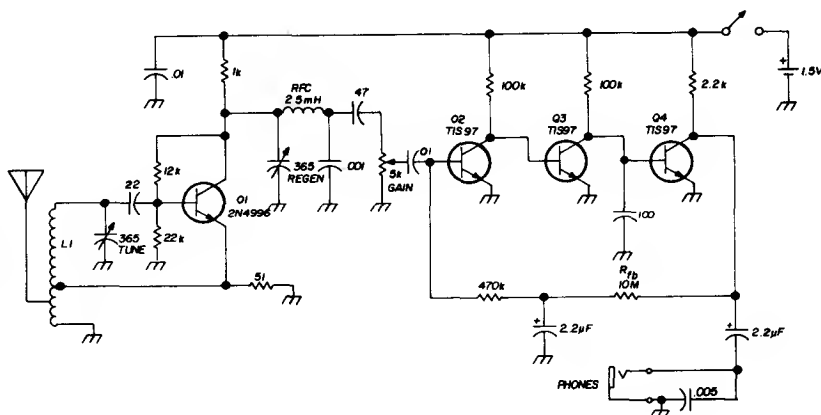 .01
1k
RFC
2.5mH
47
365
REGEN
.001
5k
GAIN
.01
Q2
TIS97
100k
Q3
TIS97
100k
Q4
TIS97
2.2k
1.5V
+
12k
22
22k
Q1
2N4996
L1
365
TUNE
51
100
470k
Rfb
10M
+
2.2µF
+
2.2µF
PHONES
.005